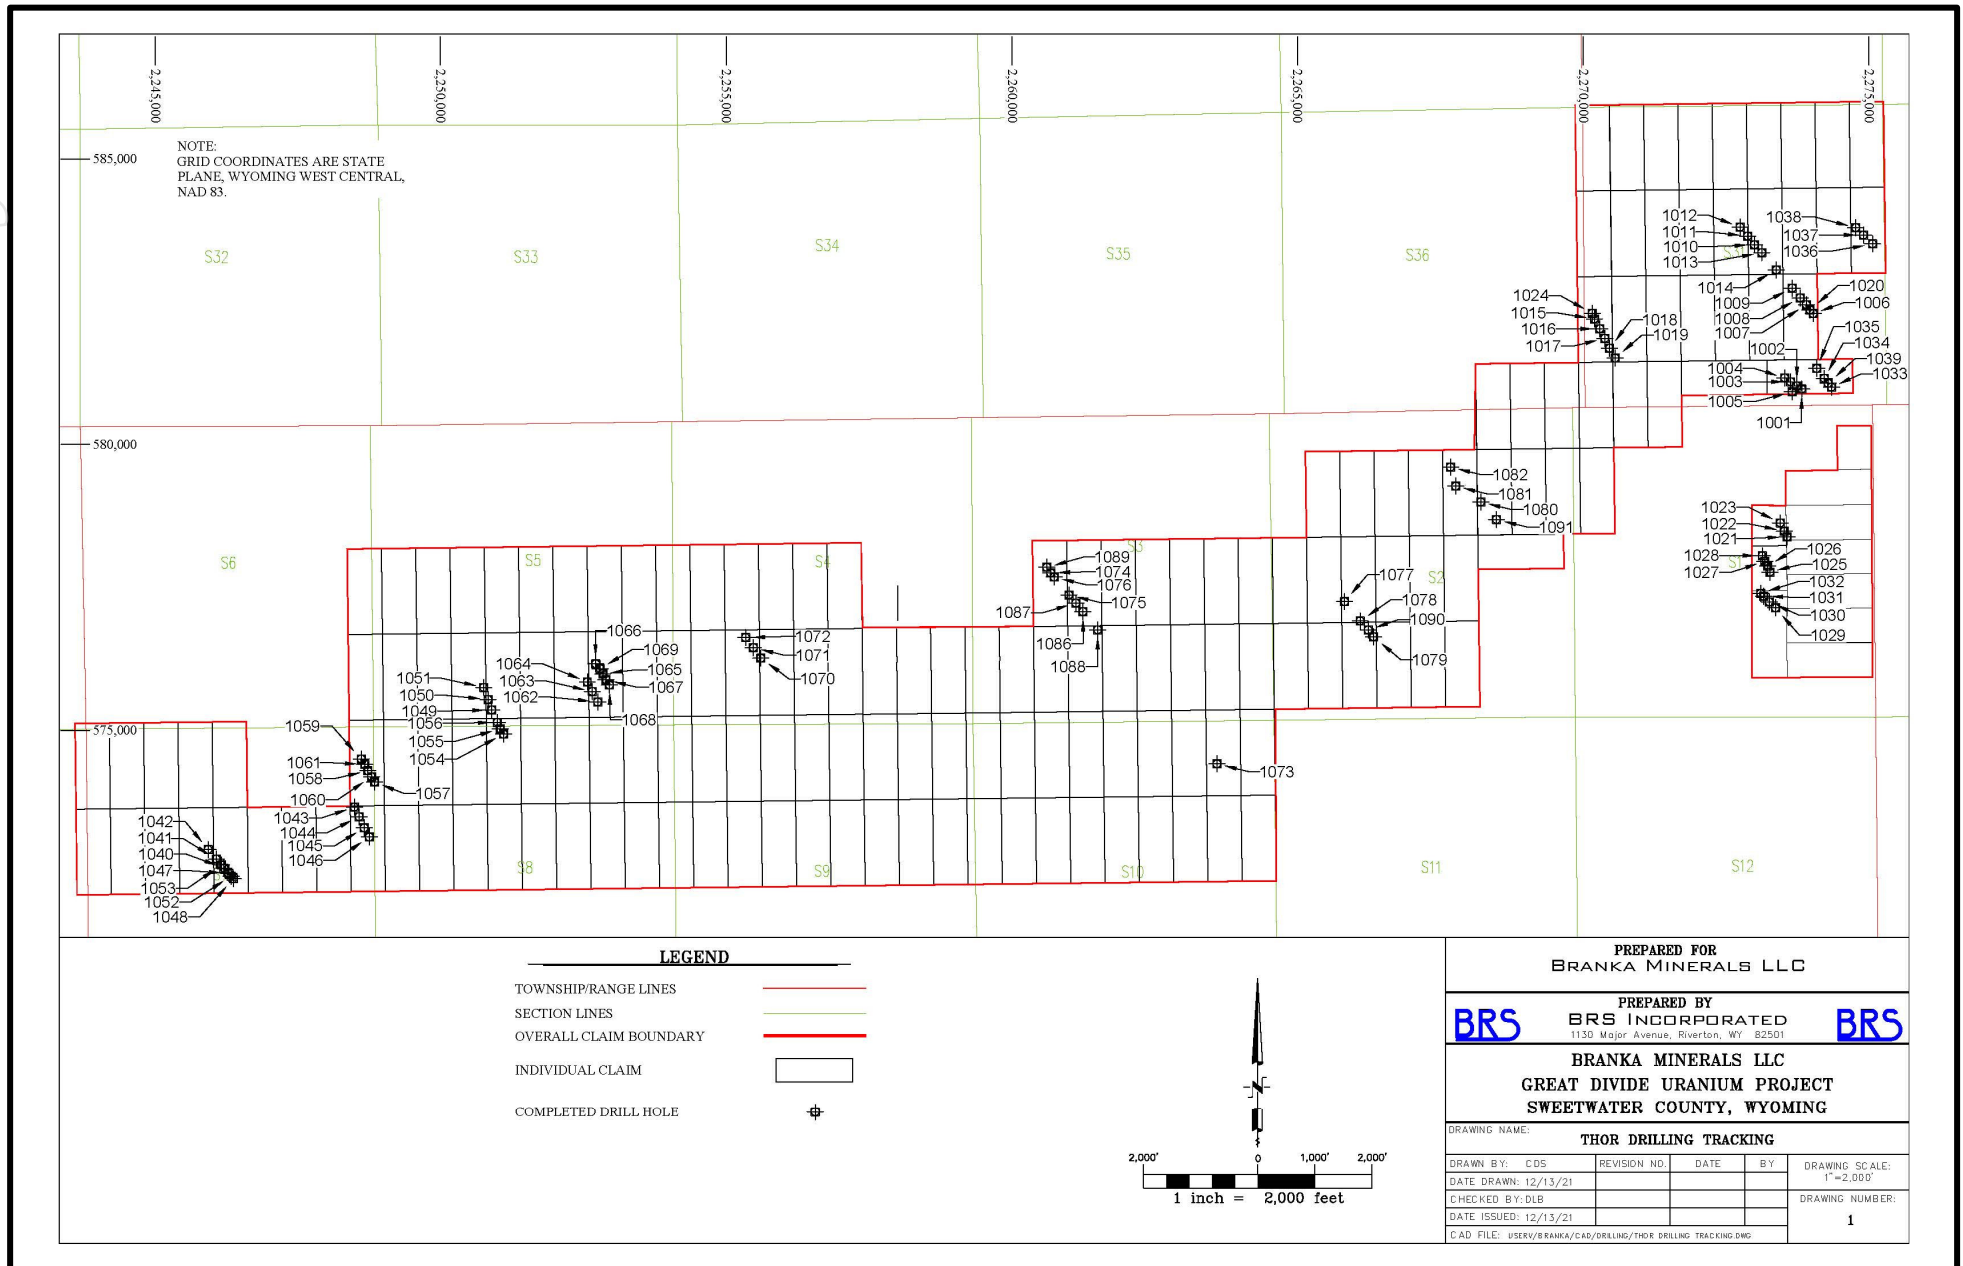 2,245,000
2,250,000
2,255,000
2,260,000
2,265,000
2,270,000
2,275,000
585,000
580,000
575,000
NOTE:
GRID COORDINATES ARE STATE
PLANE, WYOMING WEST CENTRAL,
NAD 83.
S32
S33
S34
S35
S36
S6
S5
S4
S3
S2
S8
S9
S10
S11
S12
1012
1011
1010
1013
1038
1037
1036
1014
1009
1008
1007
1020
1006
1024
1015
1016
1017
1018
1019
1002
1004
1003
1005
1001
1035
1034
1039
1033
1082
1081
1080
1091
1023
1022
1021
1028
1027
1026
1025
1032
1031
1030
1029
1089
1074
1076
1087
1075
1086
1088
1077
1078
1090
1079
1073
1072
1071
1070
1066
1069
1064
1063
1062
1065
1067
1068
1051
1050
1049
1056
1055
1054
1059
1061
1058
1060
1057
1043
1044
1045
1046
1042
1041
1040
1047
1053
1052
1048
LEGEND
TOWNSHIP/RANGE LINES
SECTION LINES
OVERALL CLAIM BOUNDARY
INDIVIDUAL CLAIM
COMPLETED DRILL HOLE
2,000' 0 1,000' 2,000'
1 inch = 2,000 feet
PREPARED FOR
BRANKA MINERALS LLC
PREPARED BY
BRS
BRS INCORPORATED
1130 Major Avenue, Riverton, WY 82501
BRS
BRANKA MINERALS LLC
GREAT DIVIDE URANIUM PROJECT
SWEETWATER COUNTY, WYOMING
DRAWING NAME:
THOR DRILLING TRACKING
DRAWN BY: CDS
REVISION NO.
DATE
BY
DRAWING SCALE:
1"=2,000'
DATE DRAWN: 12/13/21
CHECKED BY: DLB
DRAWING NUMBER:
1
DATE ISSUED: 12/13/21
CAD FILE: USERV/BRANKA/CAD/DRILLING/THOR DRILLING TRACKING.DWG